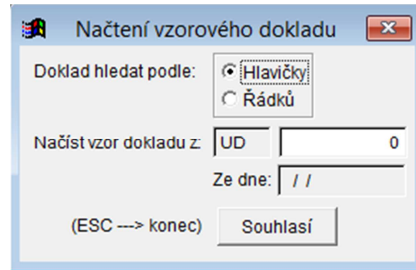 Načtení vzorového dokladu
Doklad hledat podle: Hlavičky
Řádků
Načíst vzor dokladu z: UD 0
Ze dne: / /
(ESC ---> konec) Souhlasí